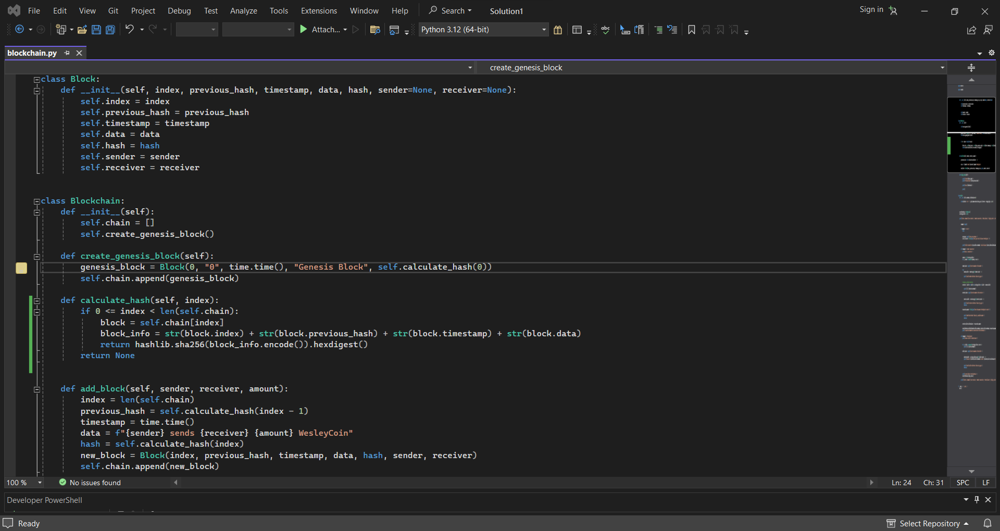 File Edit View Git Project Debug Test Analyze Tools Extensions Window Help Search Solution1 Sign in
Attach... Python 3.12 (64-bit)
blockchain.py
create_genesis_block
class Block:
    def __init__(self, index, previous_hash, timestamp, data, hash, sender=None, receiver=None):
        self.index = index
        self.previous_hash = previous_hash
        self.timestamp = timestamp
        self.data = data
        self.hash = hash
        self.sender = sender
        self.receiver = receiver
class Blockchain:
    def __init__(self):
        self.chain = []
        self.create_genesis_block()
    def create_genesis_block(self):
        genesis_block = Block(0, "0", time.time(), "Genesis Block", self.calculate_hash(0))
        self.chain.append(genesis_block)
    def calculate_hash(self, index):
        if 0 <= index < len(self.chain):
            block = self.chain[index]
            block_info = str(block.index) + str(block.previous_hash) + str(block.timestamp) + str(block.data)
            return hashlib.sha256(block_info.encode()).hexdigest()
        return None
    def add_block(self, sender, receiver, amount):
        index = len(self.chain)
        previous_hash = self.calculate_hash(index - 1)
        timestamp = time.time()
        data = f"{sender} sends {receiver} {amount} WesleyCoin"
        hash = self.calculate_hash(index)
        new_block = Block(index, previous_hash, timestamp, data, hash, sender, receiver)
        self.chain.append(new_block)
100 % No issues found Ln: 24 Ch: 31 SPC LF
Developer PowerShell
Ready Select Repository